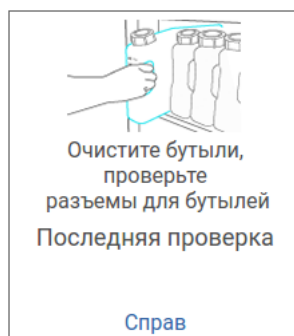 Очистите бутыли,
проверьте
разъемы для бутылей
Последняя проверка
Справ